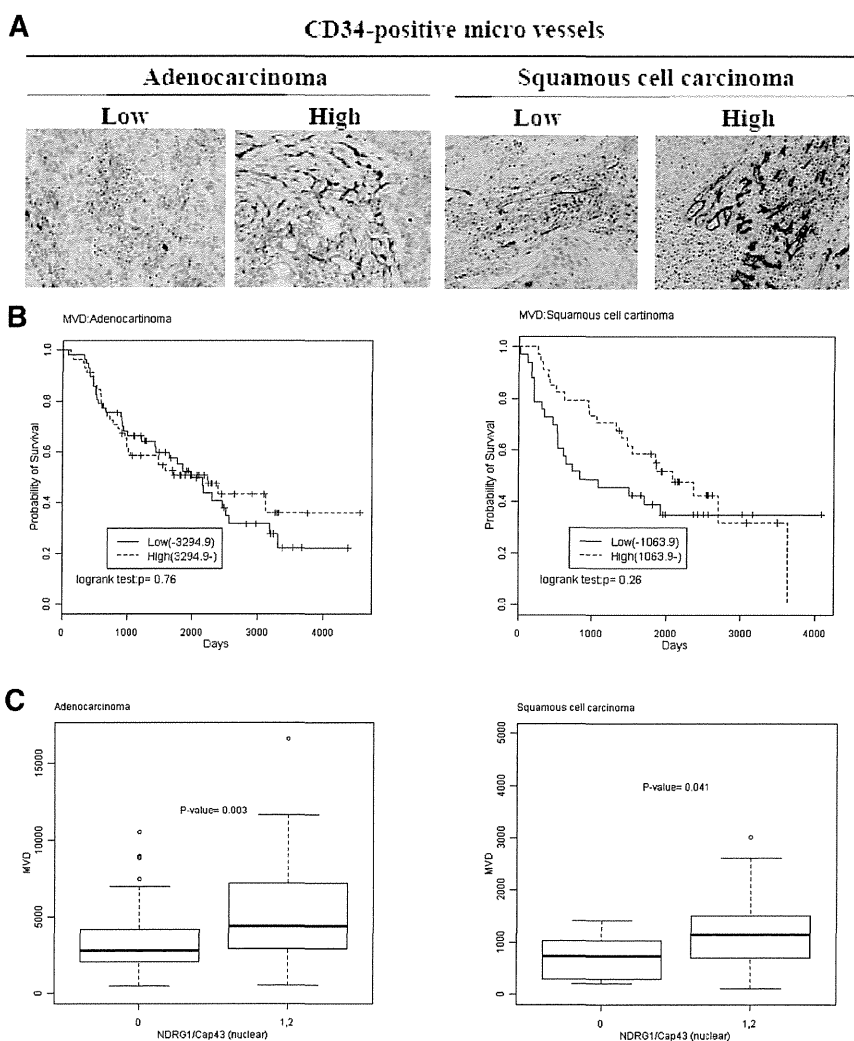 A
CD34-positive micro vessels
Adenocarcinoma
Squamous cell carcinoma
Low
High
Low
High
B
MVD:Adenocartinoma
1.0
0.8
0.6
0.4
0.2
0.0
Probability of Survival
Low(-3294.9)
High(3294.9-)
logrank test:p= 0.76
0
1000
2000
3000
4000
Days
MVD:Squamous cell cartinoma
1.0
0.8
0.6
0.4
0.2
0.0
Probability of Survival
Low(-1063.9)
High(1063.9-)
logrank test:p= 0.26
0
1000
2000
3000
4000
Days
C
Adenocarcinoma
15000
10000
5000
0
MVD
P-value= 0.003
0
1,2
NDRG1/Cap43 (nuclear)
Squamous cell carcinoma
5000
4000
3000
2000
1000
0
MVD
P-value= 0.041
0
1,2
NDRG1/Cap43 (nuclear)